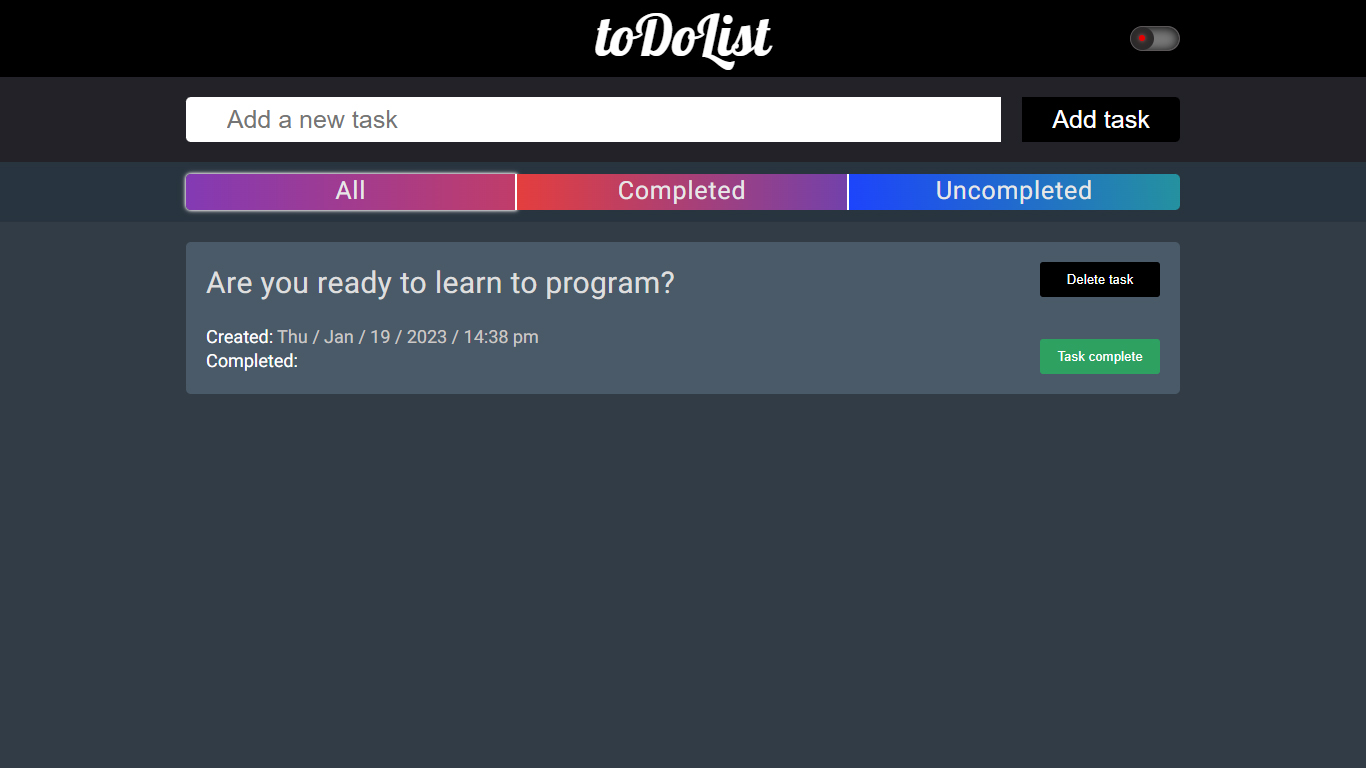 toDoList
Add a new task
Add task
All
Completed
Uncompleted
Are you ready to learn to program?
Delete task
Created: Thu / Jan / 19 / 2023 / 14:38 pm
Completed:
Task complete